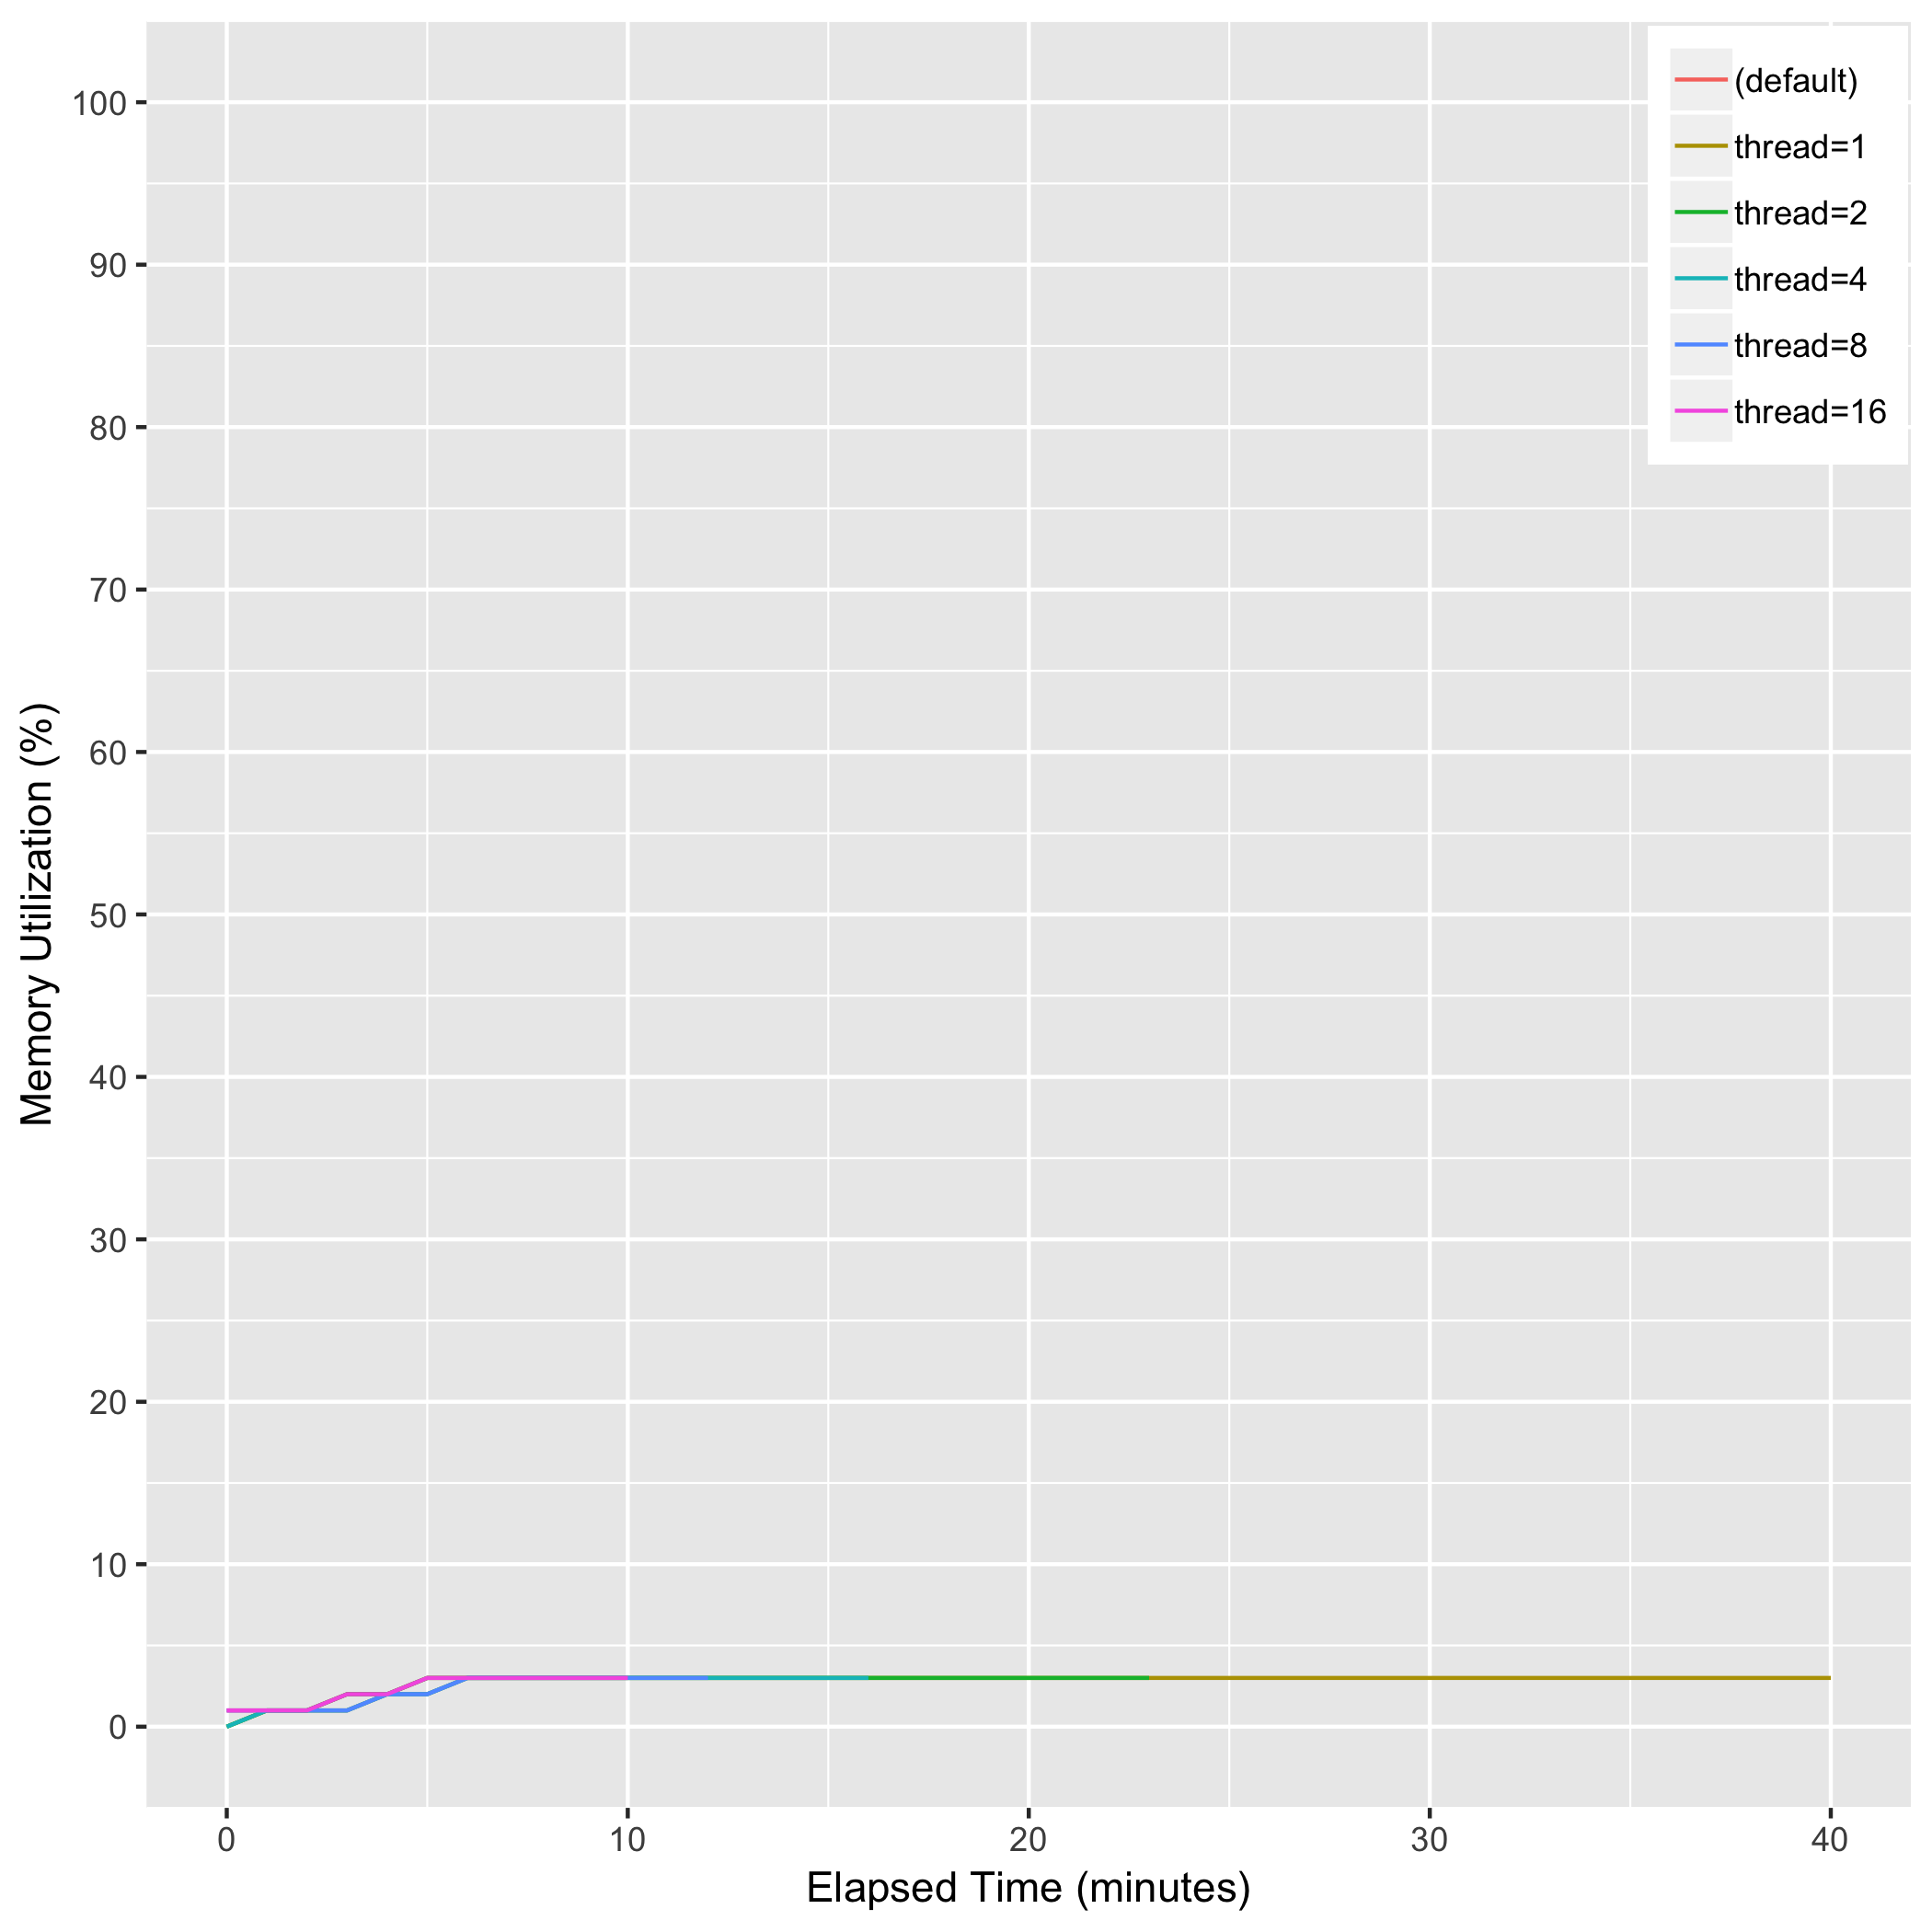 (default)
thread=1
thread=2
thread=4
thread=8
thread=16
100
90
80
70
60
50
40
30
20
10
0
Memory Utilization (%)
0 10 20 30 40
Elapsed Time (minutes)